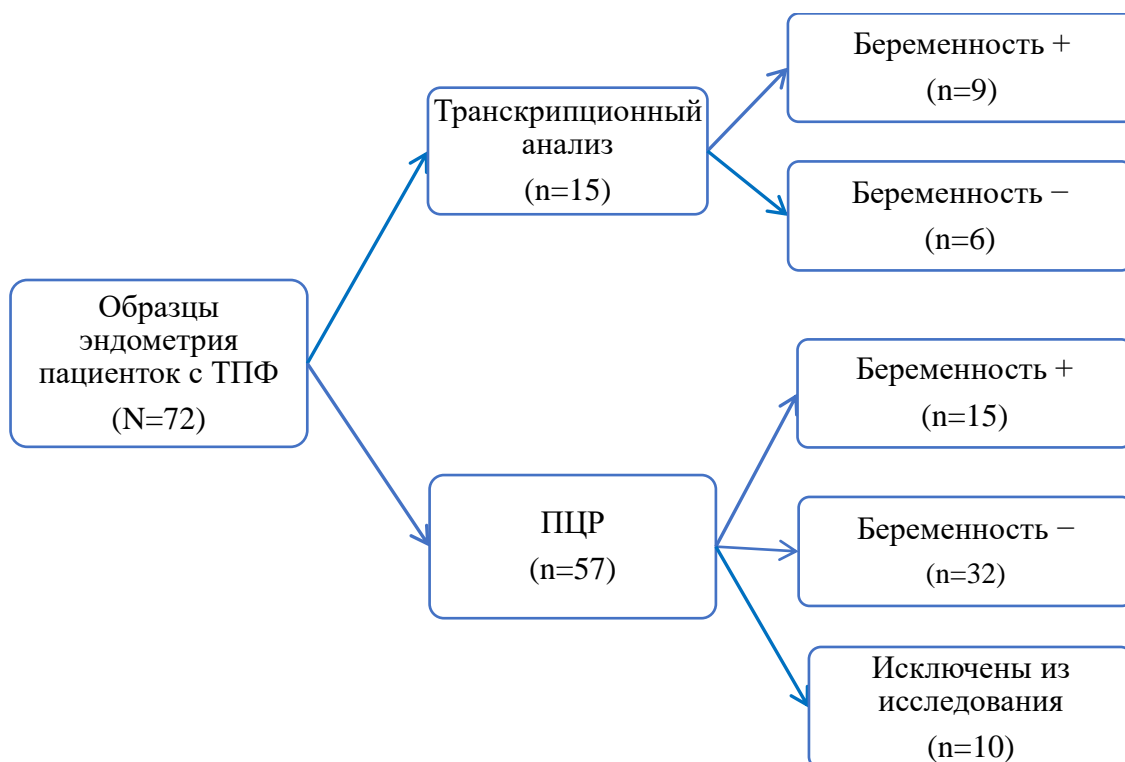 Образцы
эндометрия
пациенток с ТПФ
(N=72)
Транскрипционный
анализ
(n=15)
Беременность +
(n=9)
Беременность −
(n=6)
ПЦР
(n=57)
Беременность +
(n=15)
Беременность −
(n=32)
Исключены из
исследования
(n=10)